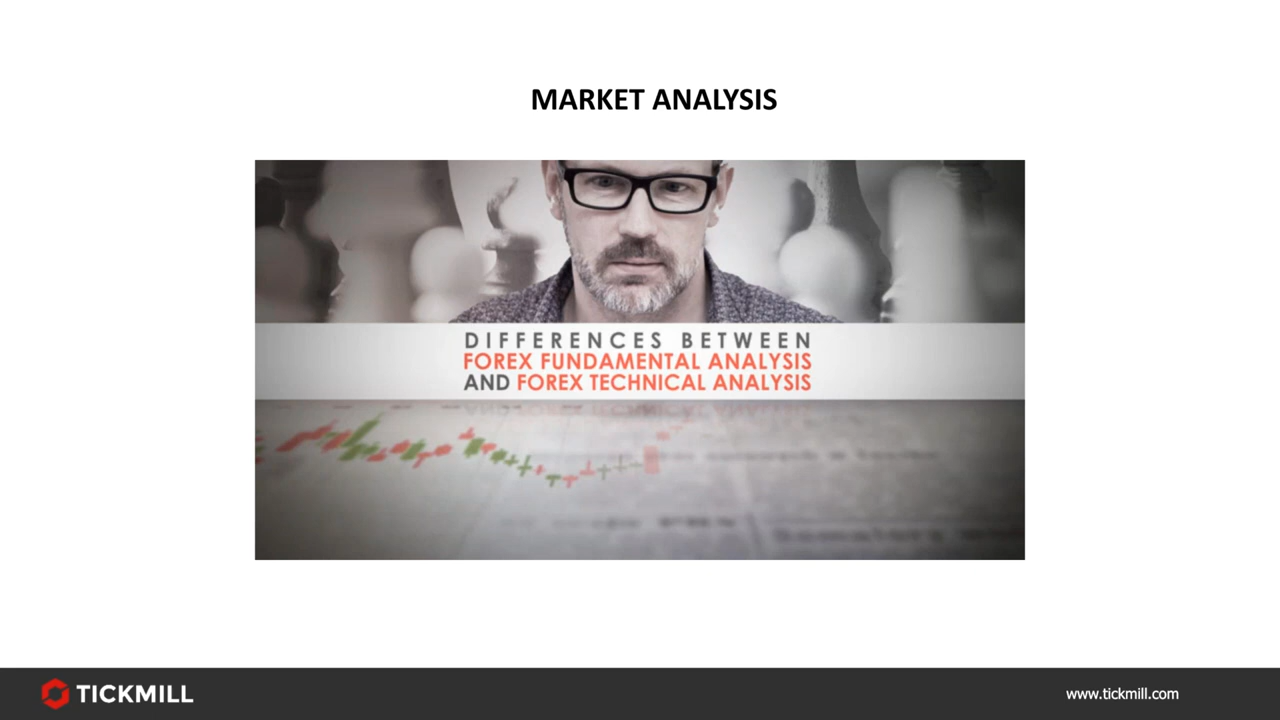 MARKET ANALYSIS
DIFFERENCES BETWEEN
FOREX FUNDAMENTAL ANALYSIS
AND FOREX TECHNICAL ANALYSIS
TICKMILL
www.tickmill.com